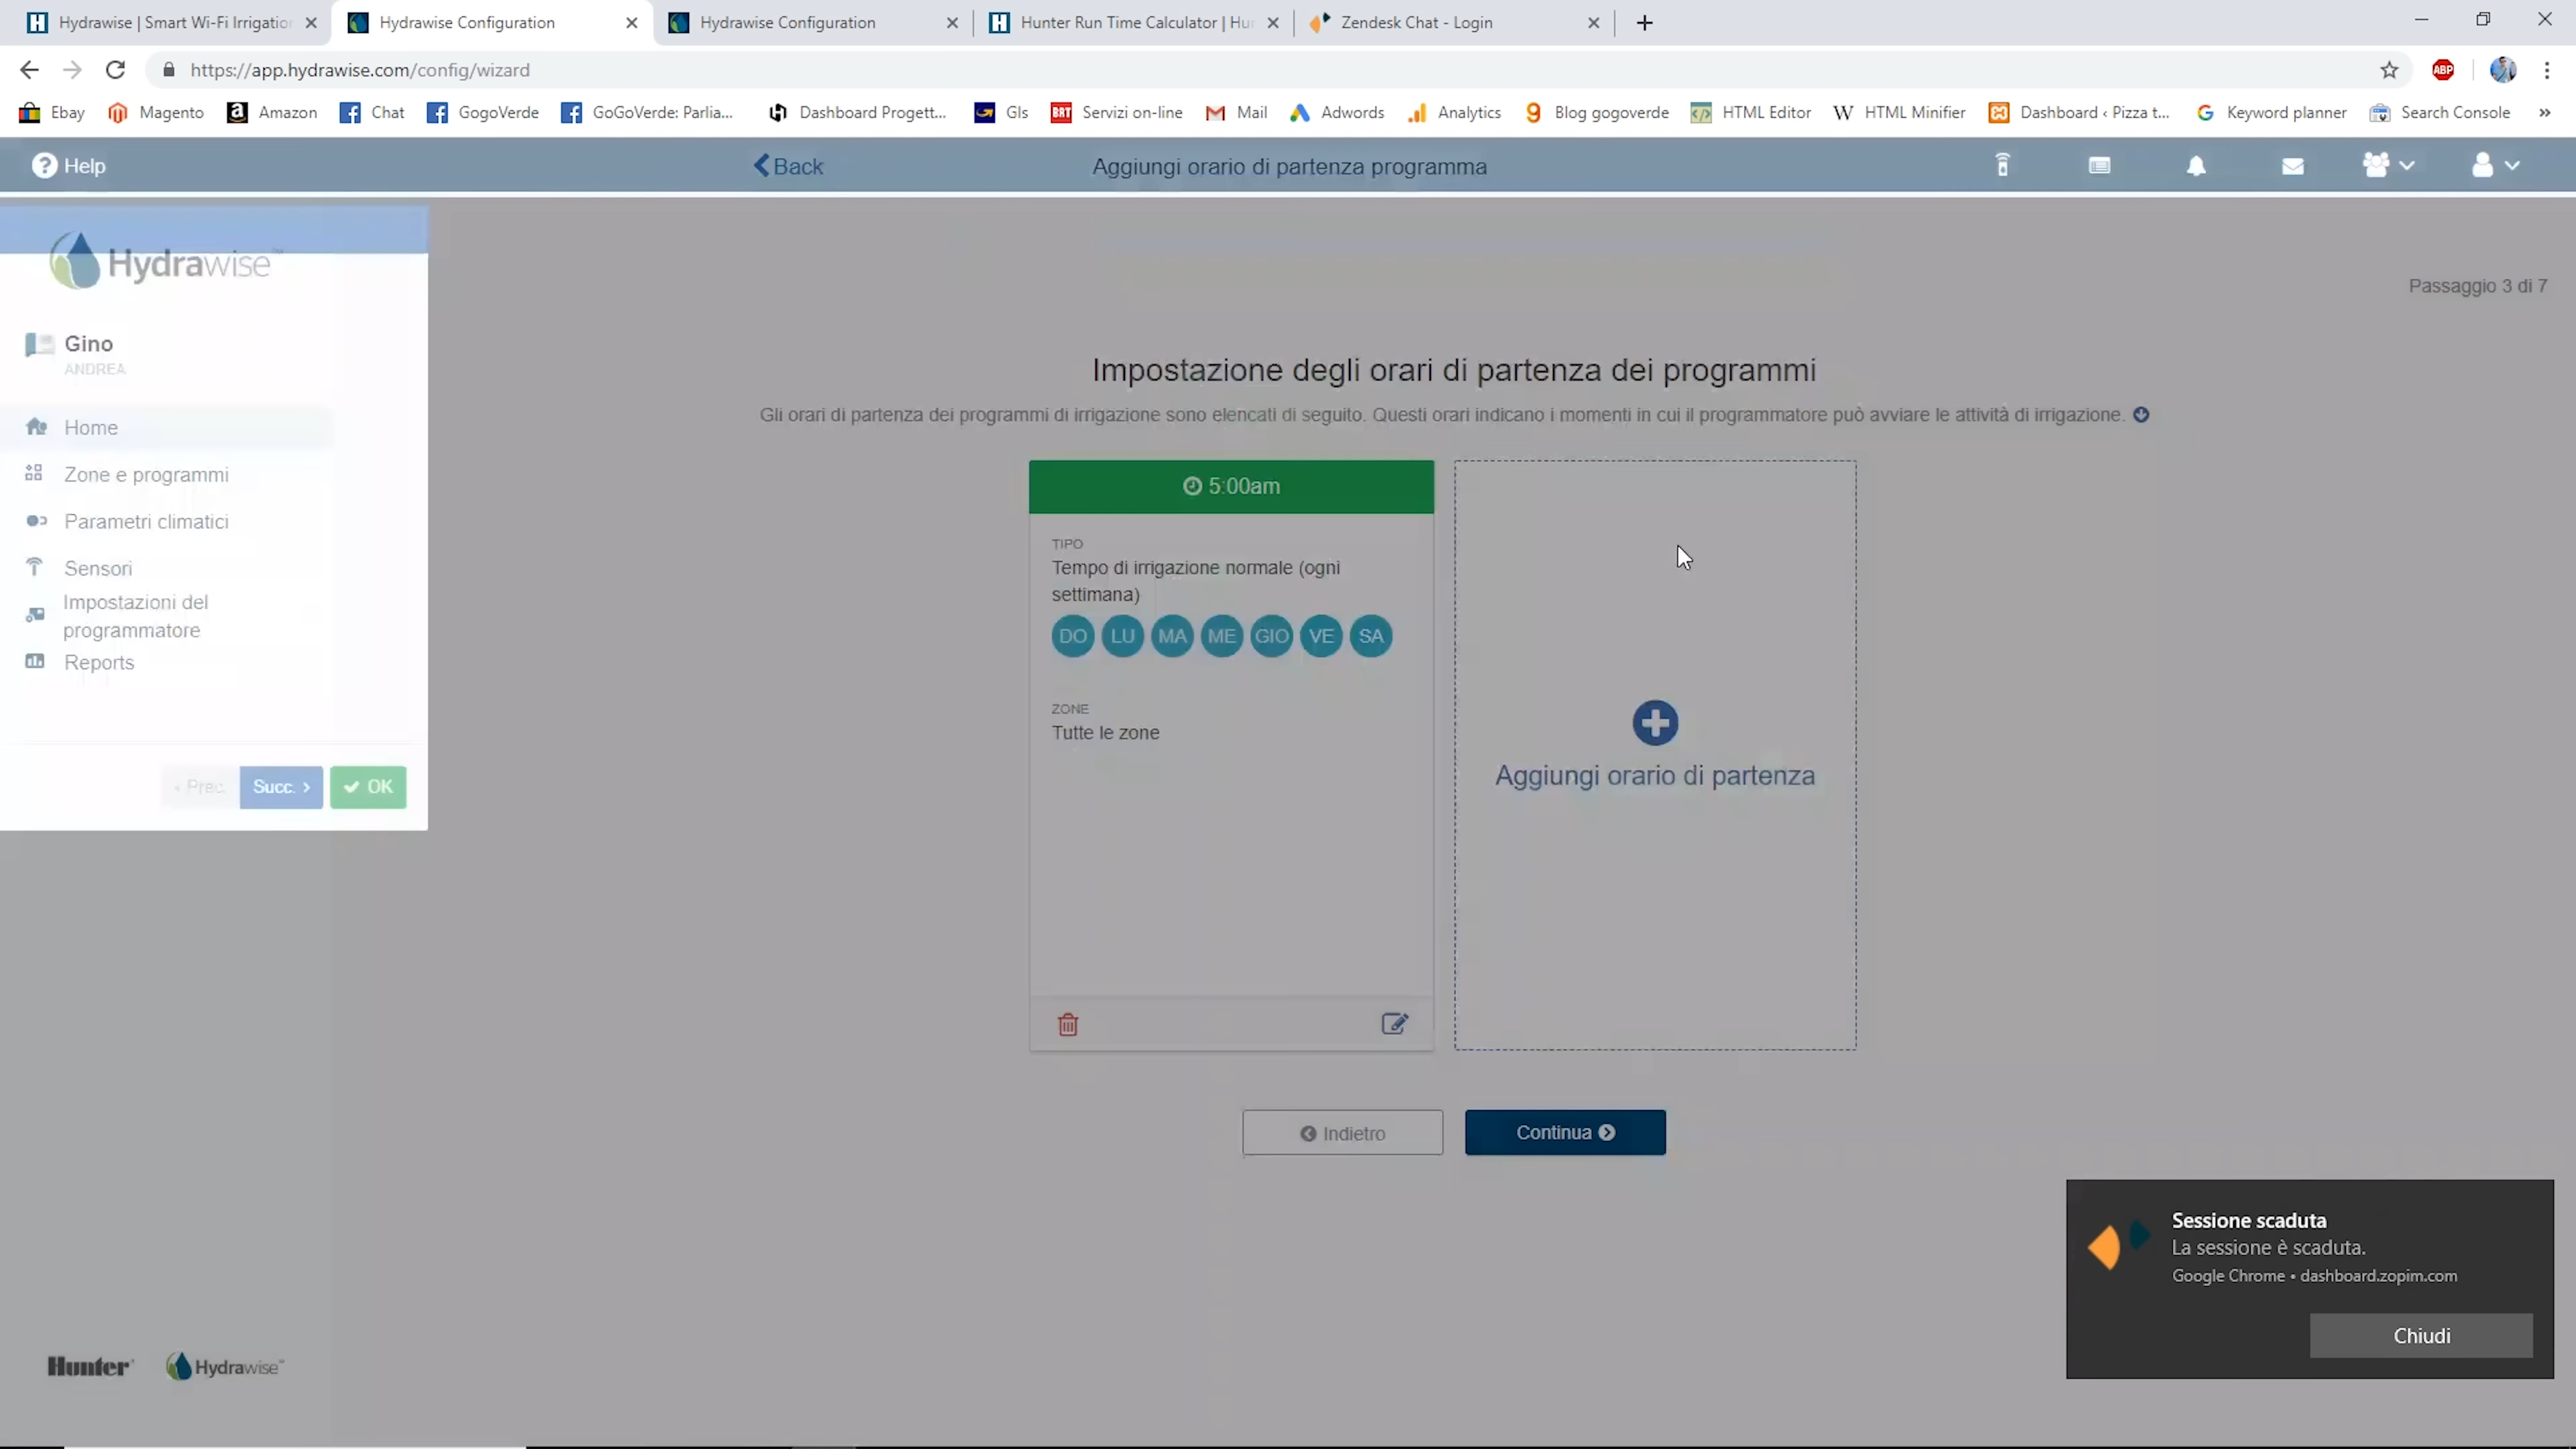 Hydrawise | Smart Wi-Fi Irrigation
Hydrawise Configuration
Hydrawise Configuration
Hunter Run Time Calculator | Hun
Zendesk Chat - Login
https://app.hydrawise.com/config/wizard
ABP
Ebay
Magento
Amazon
Chat
GogoVerde
GoGoVerde: Parlia...
Dashboard Progett...
Gls
BRT Servizi on-line
Mail
Adwords
Analytics
Blog gogoverde
HTML Editor
HTML Minifier
Dashboard ‹ Pizza t...
Keyword planner
Search Console
»
Help
Back
Aggiungi orario di partenza programma
Hydrawise™
Gino
ANDREA
Home
Zone e programmi
Parametri climatici
Sensori
Impostazioni del
programmatore
Reports
‹ Prec.
Succ. ›
OK
Passaggio 3 di 7
Impostazione degli orari di partenza dei programmi
Gli orari di partenza dei programmi di irrigazione sono elencati di seguito. Questi orari indicano i momenti in cui il programmatore può avviare le attività di irrigazione.
5:00am
TIPO
Tempo di irrigazione normale (ogni
settimana)
DO LU MA ME GIO VE SA
ZONE
Tutte le zone
Aggiungi orario di partenza
Indietro
Continua
Sessione scaduta
La sessione è scaduta.
Google Chrome • dashboard.zopim.com
Chiudi
Hunter®
Hydrawise™